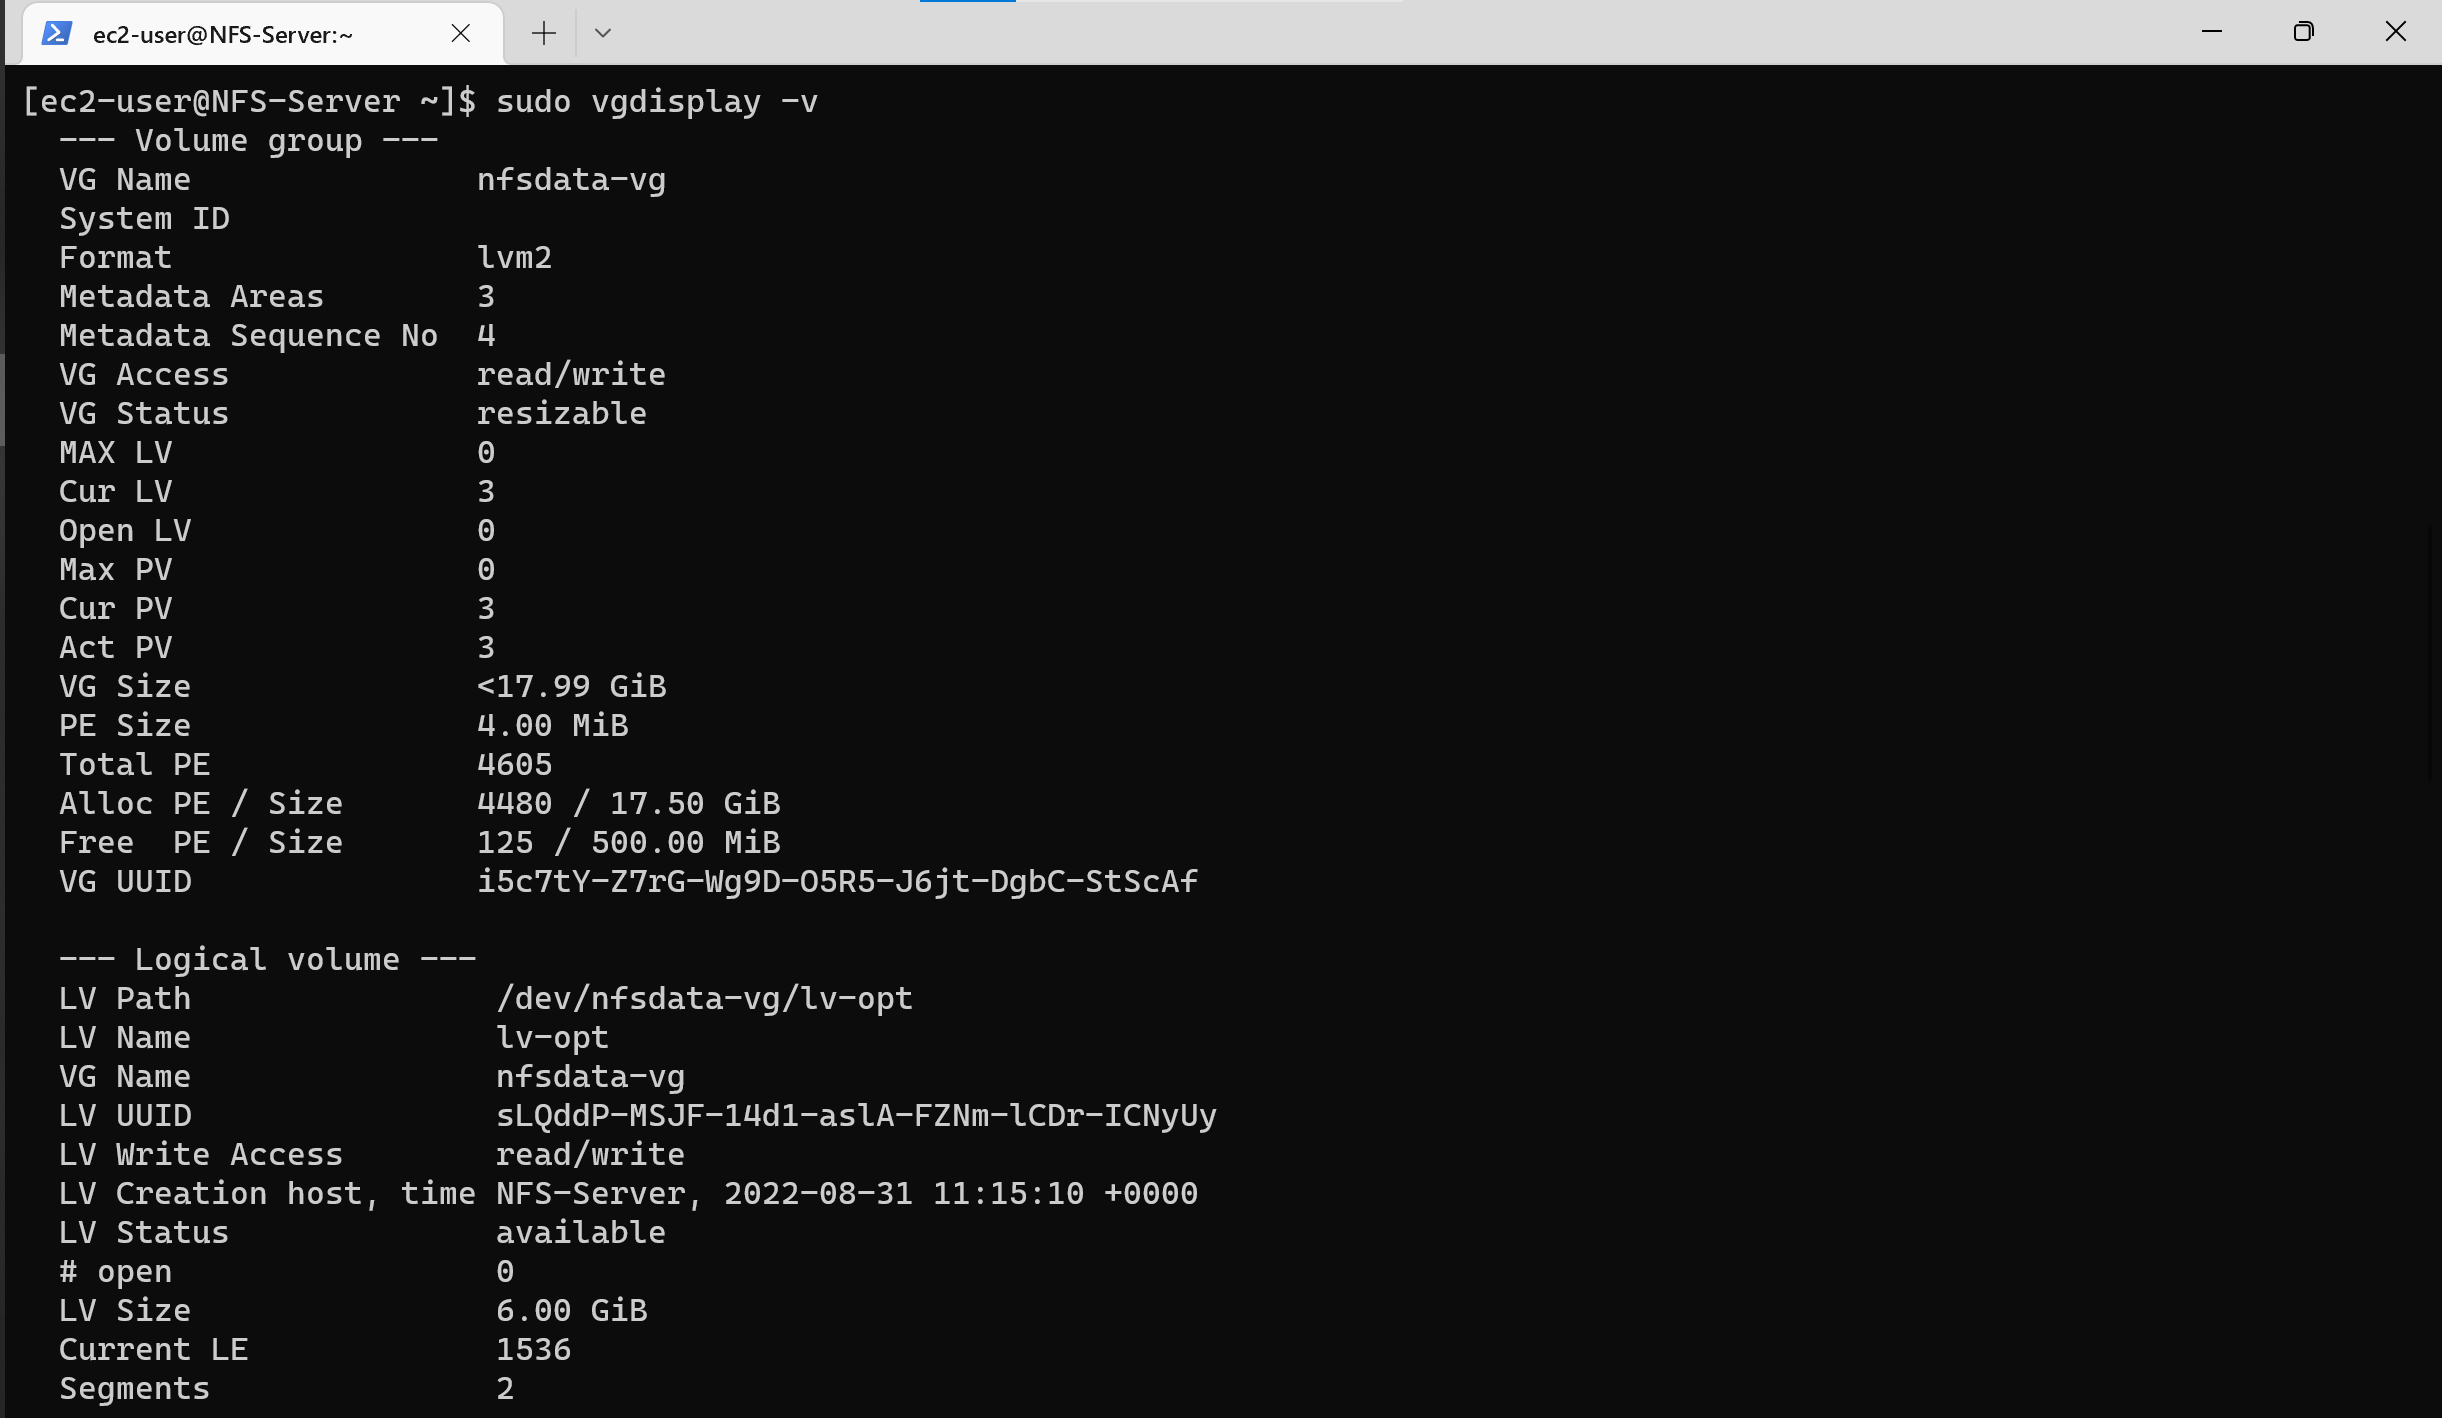 ec2-user@NFS-Server:~
[ec2-user@NFS-Server ~]$ sudo vgdisplay -v
  --- Volume group ---
  VG Name               nfsdata-vg
  System ID
  Format                lvm2
  Metadata Areas        3
  Metadata Sequence No  4
  VG Access             read/write
  VG Status             resizable
  MAX LV                0
  Cur LV                3
  Open LV               0
  Max PV                0
  Cur PV                3
  Act PV                3
  VG Size               <17.99 GiB
  PE Size               4.00 MiB
  Total PE              4605
  Alloc PE / Size       4480 / 17.50 GiB
  Free  PE / Size       125 / 500.00 MiB
  VG UUID               i5c7tY-Z7rG-Wg9D-O5R5-J6jt-DgbC-StScAf

  --- Logical volume ---
  LV Path                /dev/nfsdata-vg/lv-opt
  LV Name                lv-opt
  VG Name                nfsdata-vg
  LV UUID                sLQddP-MSJF-14d1-aslA-FZNm-lCDr-ICNyUy
  LV Write Access        read/write
  LV Creation host, time NFS-Server, 2022-08-31 11:15:10 +0000
  LV Status              available
  # open                 0
  LV Size                6.00 GiB
  Current LE             1536
  Segments               2